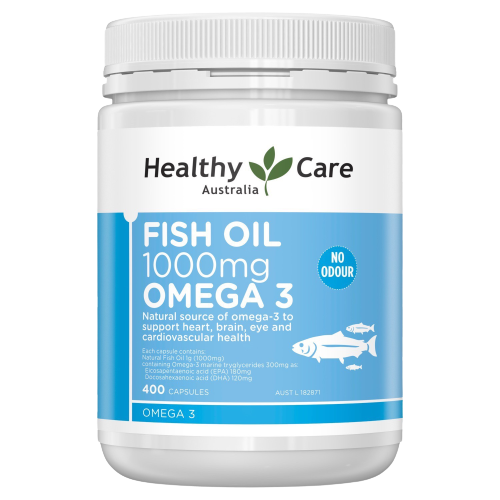 Healthy Care
Australia
FISH OIL
1000mg
OMEGA 3
NO
ODOUR
Natural source of omega-3 to
support heart, brain, eye and
cardiovascular health
Each capsule contains:
Natural Fish Oil 1g (1000mg)
containing Omega-3 marine tryglycerides 300mg as:
Eicosapentaenoic acid (EPA) 180mg
Docosahexaenoic acid (DHA) 120mg
400 CAPSULES
AUST L 182871
OMEGA 3